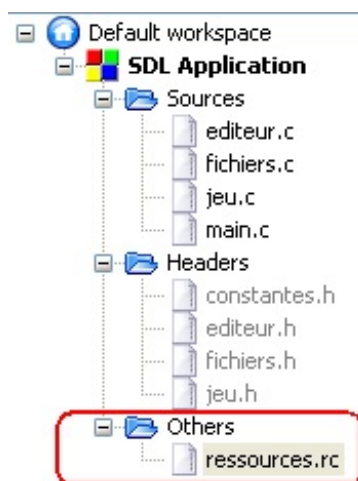 Default workspace
SDL Application
Sources
editeur.c
fichiers.c
jeu.c
main.c
Headers
constantes.h
editeur.h
fichiers.h
jeu.h
Others
ressources.rc